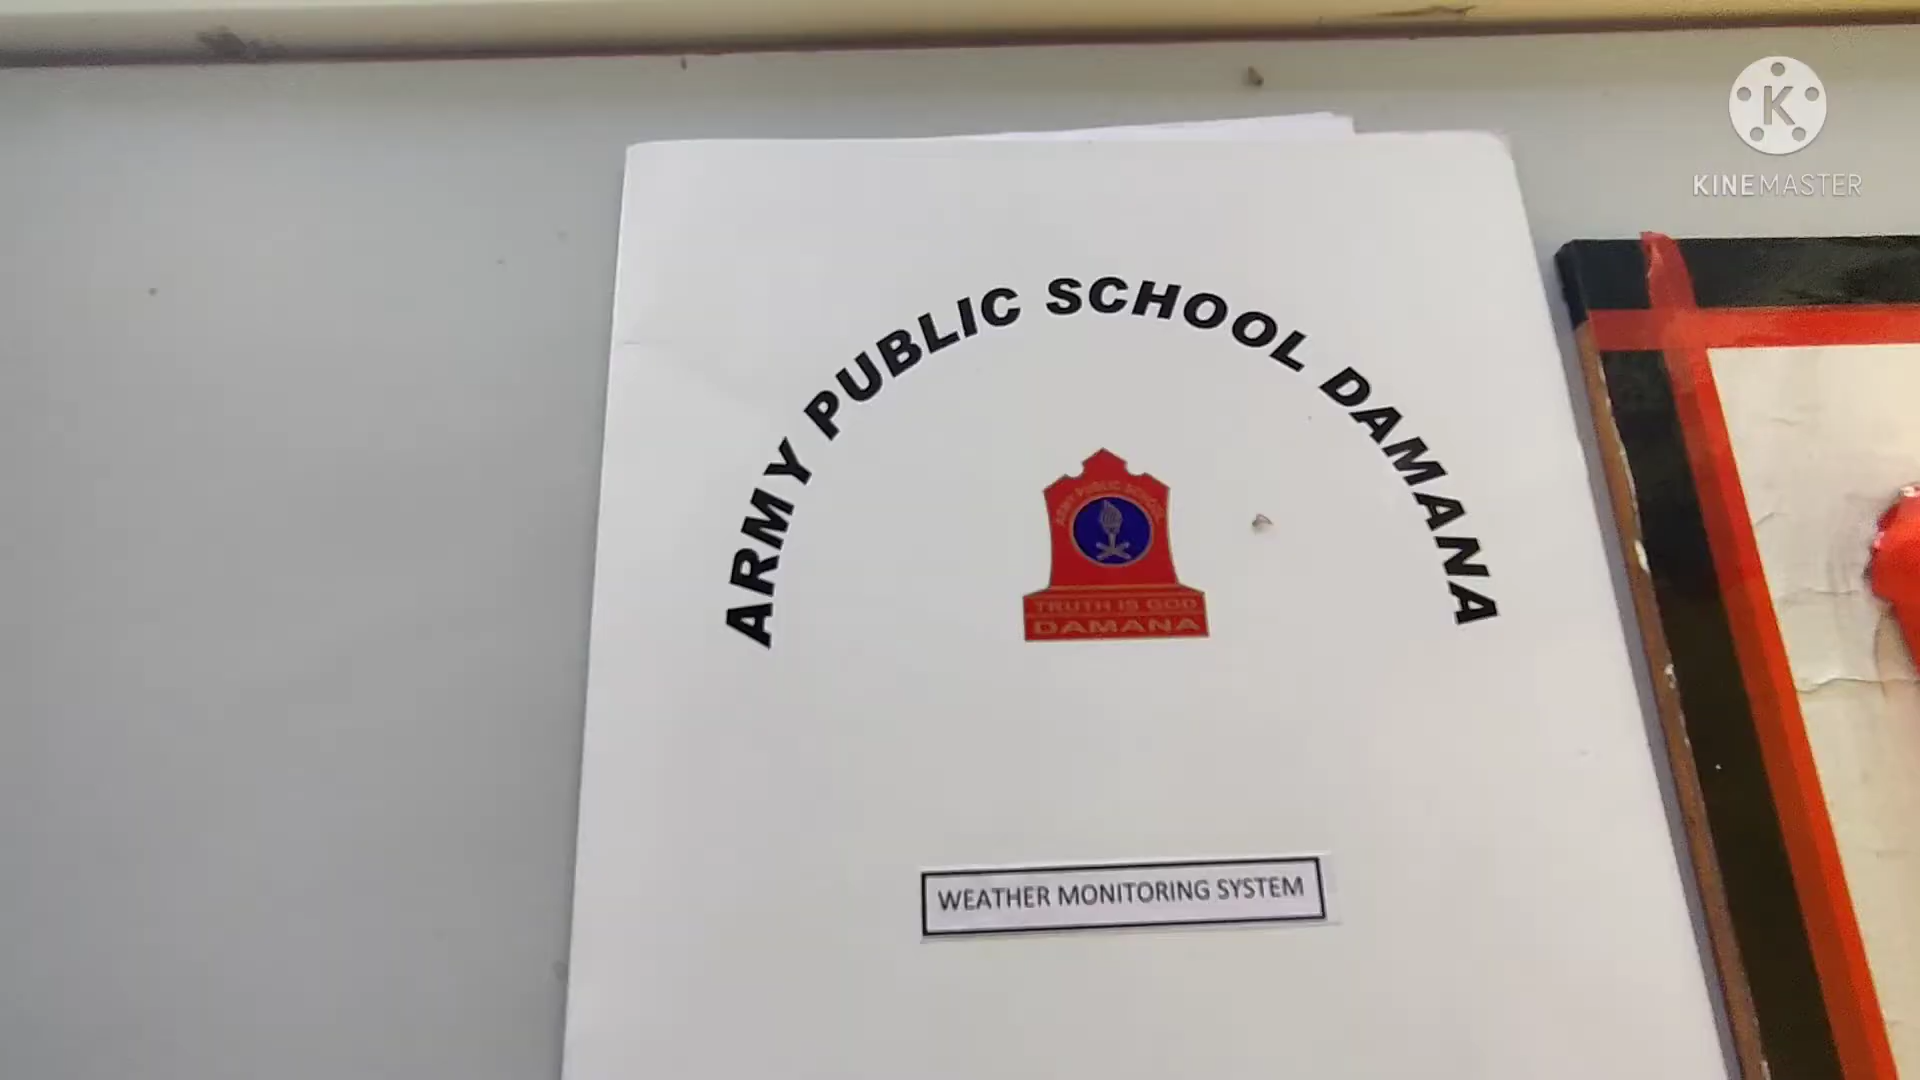 ARMY PUBLIC SCHOOL DAMANA
ARMY PUBLIC SCHOOL
TRUTH IS GOD
DAMANA
WEATHER MONITORING SYSTEM
K
KINEMASTER